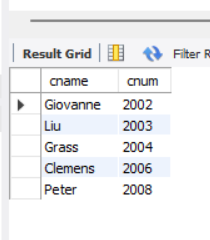 Result Grid Filter R
cname cnum
Giovanne 2002
Liu 2003
Grass 2004
Clemens 2006
Peter 2008